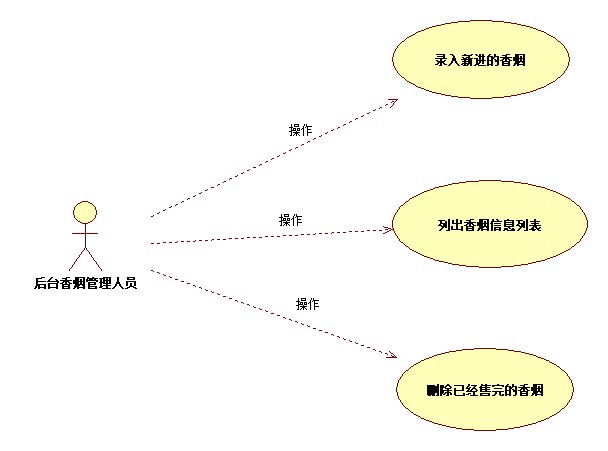 录入新进的香烟
操作
操作
列出香烟信息列表
后台香烟管理人员
操作
删除已经售完的香烟